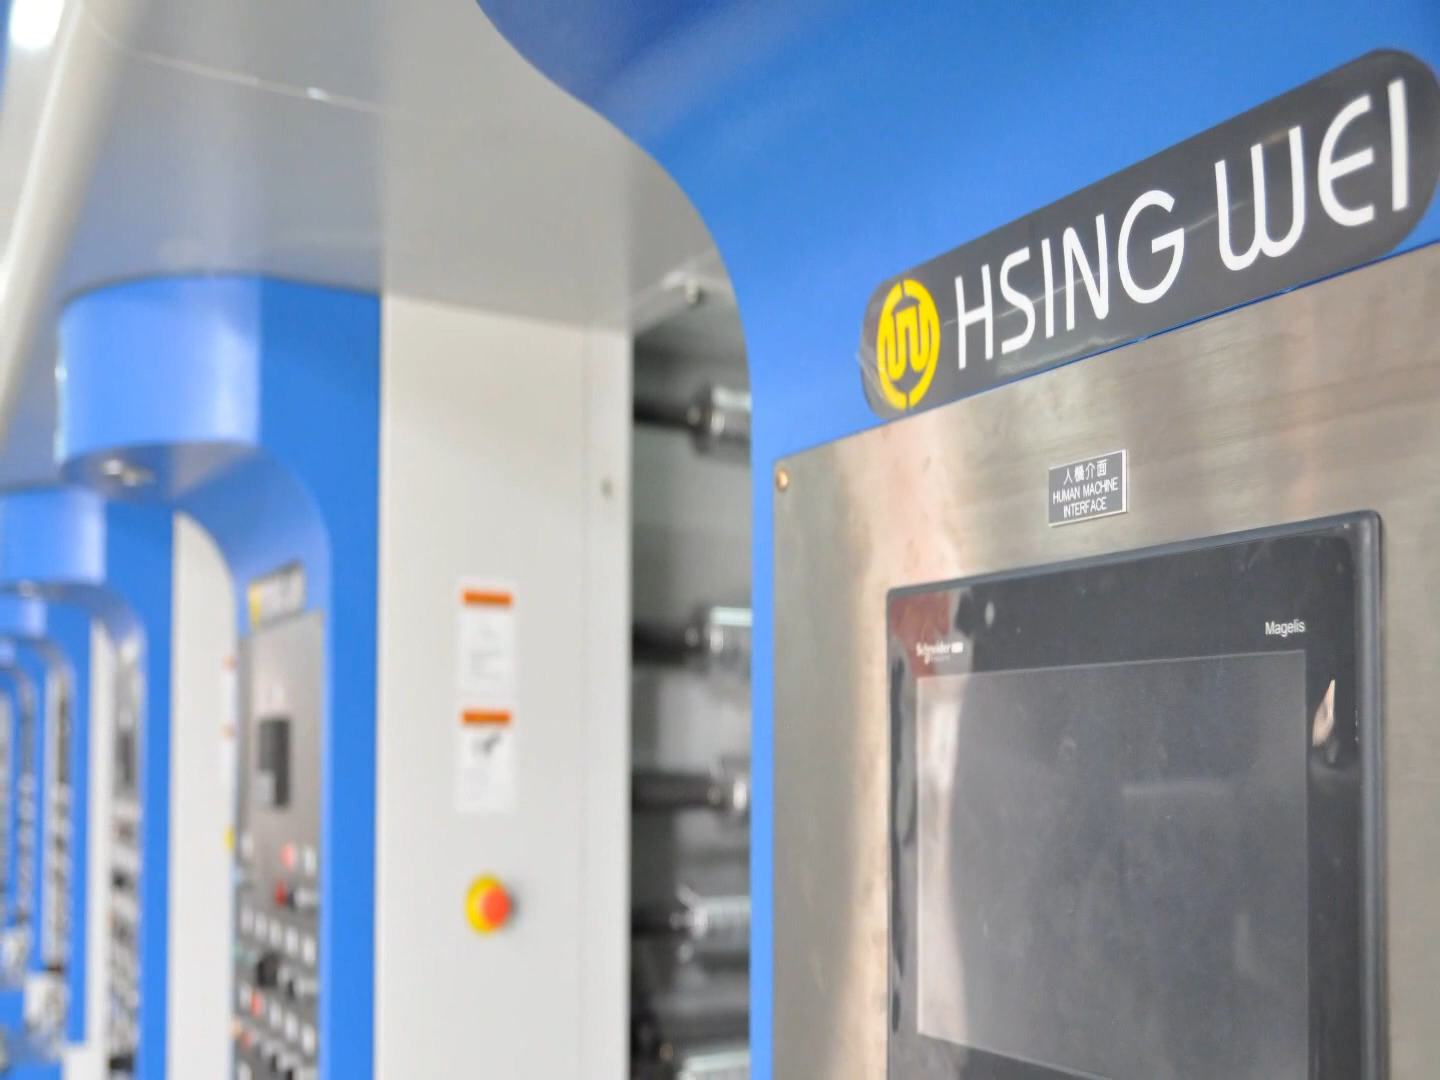 HSING WEI
人機介面
HUMAN MACHINE
INTERFACE
Magelis
Schneider